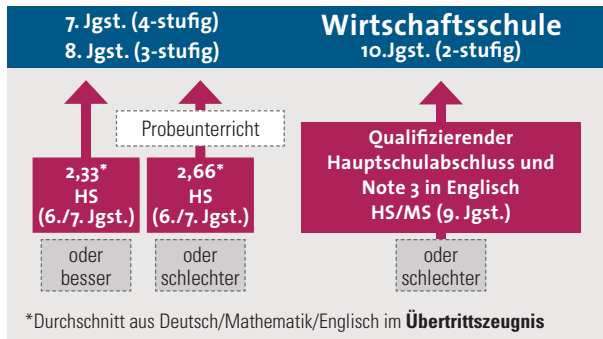 7. Jgst. (4-stufig)
8. Jgst. (3-stufig)
Wirtschaftsschule
10.Jgst. (2-stufig)
Probeunterricht
2,33*
HS
(6./7. Jgst.)
2,66*
HS
(6./7. Jgst.)
Qualifizierender
Hauptschulabschluss und
Note 3 in Englisch
HS/MS (9. Jgst.)
oder
besser
oder
schlechter
oder
schlechter
*Durchschnitt aus Deutsch/Mathematik/Englisch im Übertrittszeugnis